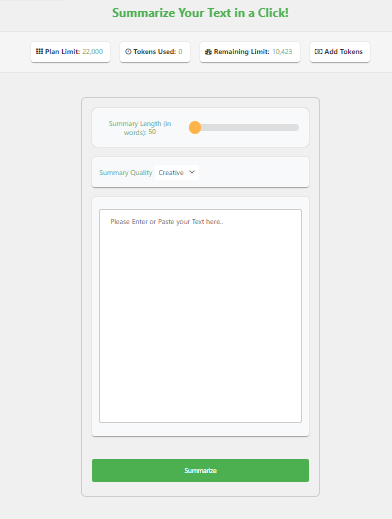 Summarize Your Text in a Click!
Plan Limit: 22,000 Tokens Used: 0 Remaining Limit: 10,423 Add Tokens
Summary Length (in
words): 50
Summary Quality Creative
Please Enter or Paste your Text here..
Summarize